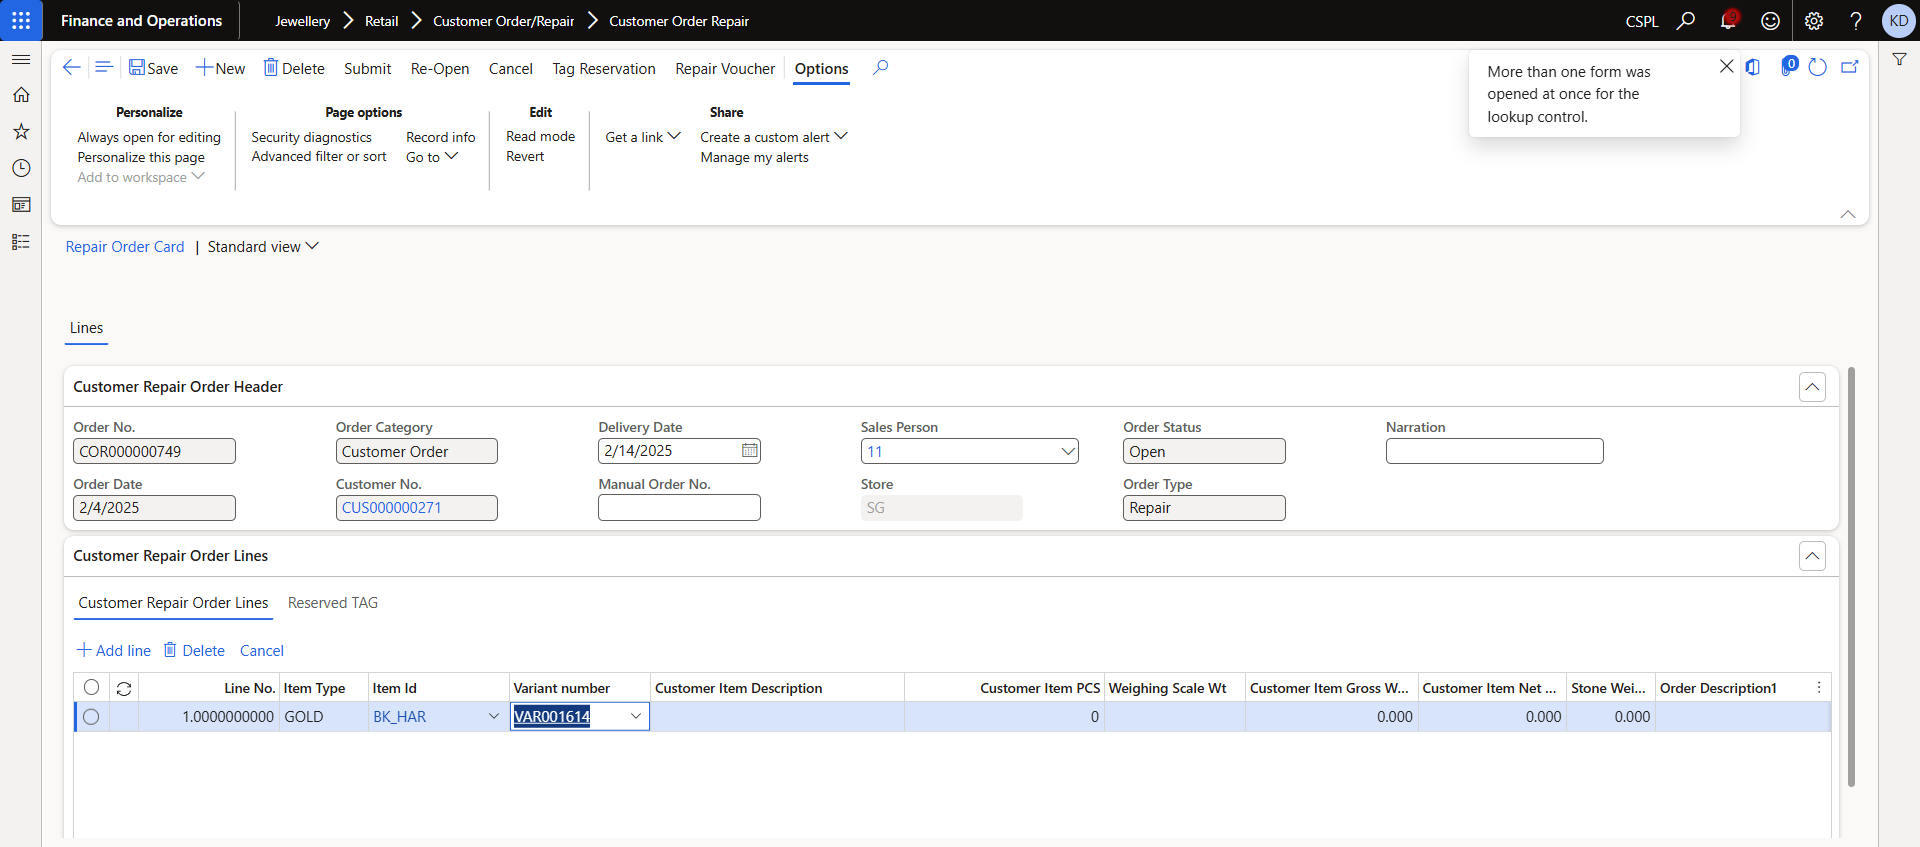 Finance and Operations
Jewellery
Retail
Customer Order/Repair
Customer Order Repair
CSPL
KD
Save
New
Delete
Submit
Re-Open
Cancel
Tag Reservation
Repair Voucher
Options
0
More than one form was
opened at once for the
lookup control.
Personalize
Always open for editing
Personalize this page
Add to workspace
Page options
Security diagnostics
Advanced filter or sort
Record info
Go to
Edit
Read mode
Revert
Get a link
Share
Create a custom alert
Manage my alerts
Repair Order Card | Standard view
Lines
Customer Repair Order Header
Order No.
COR000000749
Order Category
Customer Order
Delivery Date
2/14/2025
Sales Person
11
Order Status
Open
Narration
Order Date
2/4/2025
Customer No.
CUS000000271
Manual Order No.
Store
SG
Order Type
Repair
Customer Repair Order Lines
Customer Repair Order Lines
Reserved TAG
Add line
Delete
Cancel
Line No. Item Type Item Id Variant number Customer Item Description Customer Item PCS Weighing Scale Wt Customer Item Gross W... Customer Item Net ... Stone Wei... Order Description1
1.0000000000 GOLD BK_HAR VAR001614 0 0.000 0.000 0.000